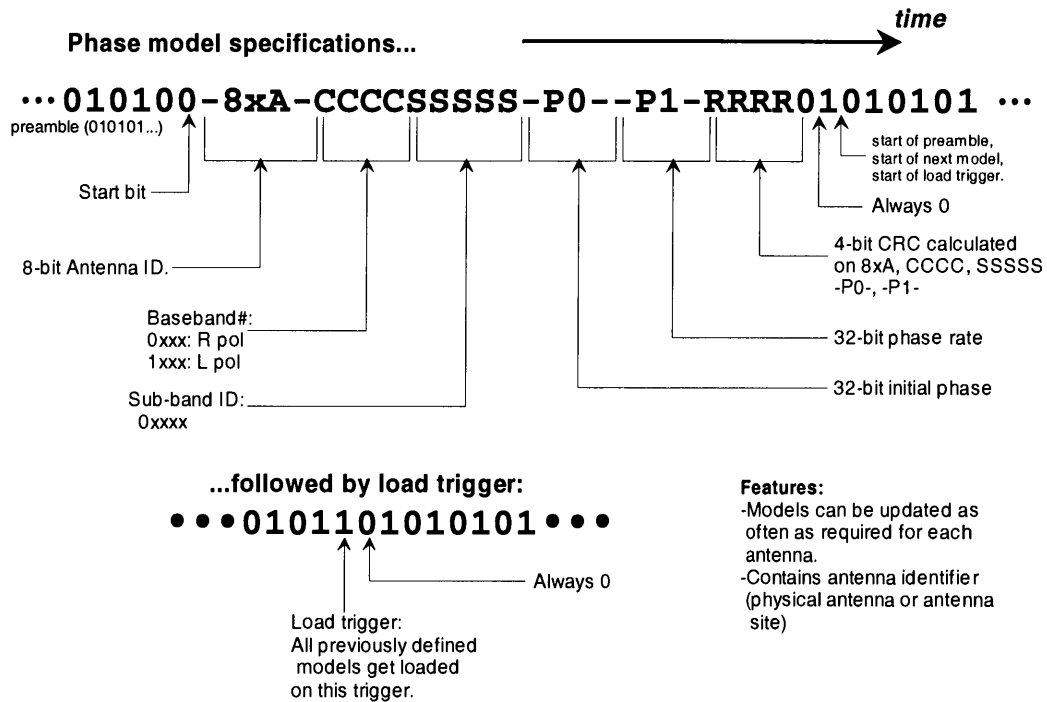 time
Phase model specifications...
•••010100-8xA-CCCCSSSSS-P0--P1-RRRR01010101 •••
preamble (010101...)
start of preamble,
start of next model,
start of load trigger.
Start bit
Always 0
4-bit CRC calculated
on 8xA, CCCC, SSSSS
-P0-, -P1-
8-bit Antenna ID.
Baseband#:
0xxx: R pol
1xxx: L pol
32-bit phase rate
32-bit initial phase
Sub-band ID:
0xxxx
...followed by load trigger:
•••0101101010101•••
Always 0
Load trigger:
All previously defined
models get loaded
on this trigger.
Features:
-Models can be updated as
often as required for each
antenna.
-Contains antenna identifier
(physical antenna or antenna
site)